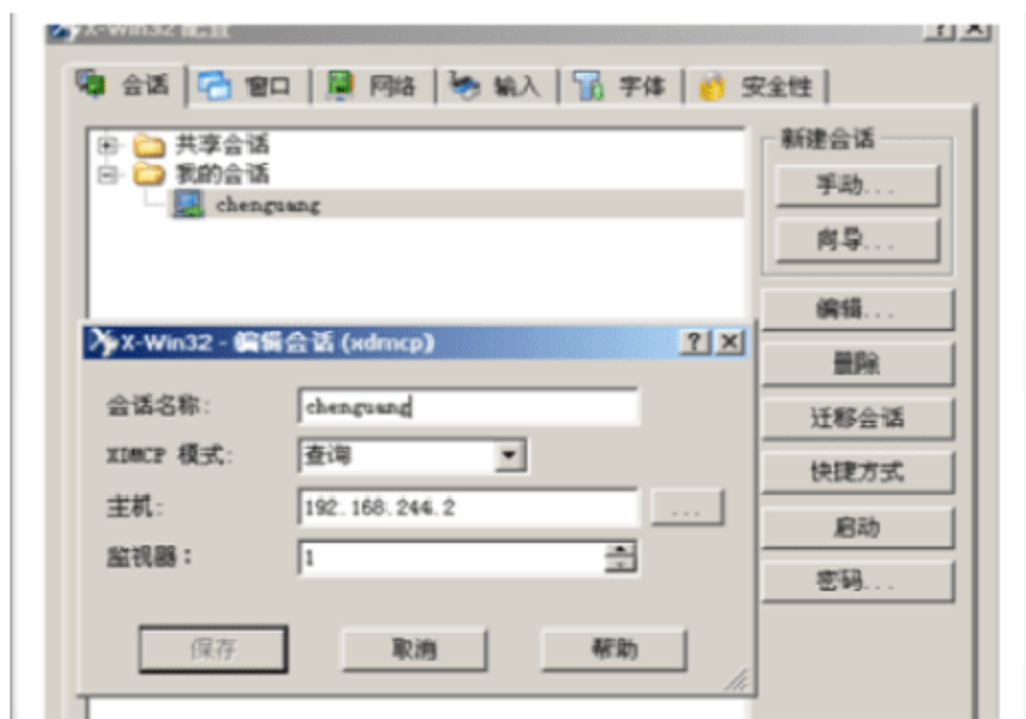 X-Win32 配置
会话 窗口 网络 输入 字体 安全性
共享会话
我的会话
chenguang
新建会话
手动...
向导...
编辑...
删除
迁移会话
快捷方式
启动
密码...
X-Win32 - 编辑会话 (xdmcp)
会话名称:
chenguang
XDMCP 模式:
查询
主机:
192.168.244.2
...
监视器:
1
保存 取消 帮助